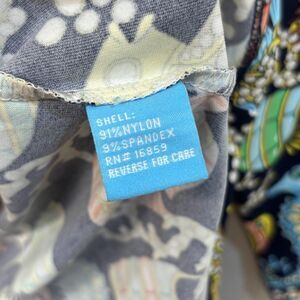 SHELL:
91%NYLON
9%SPANDEX
RN# 16859
REVERSE FOR CARE